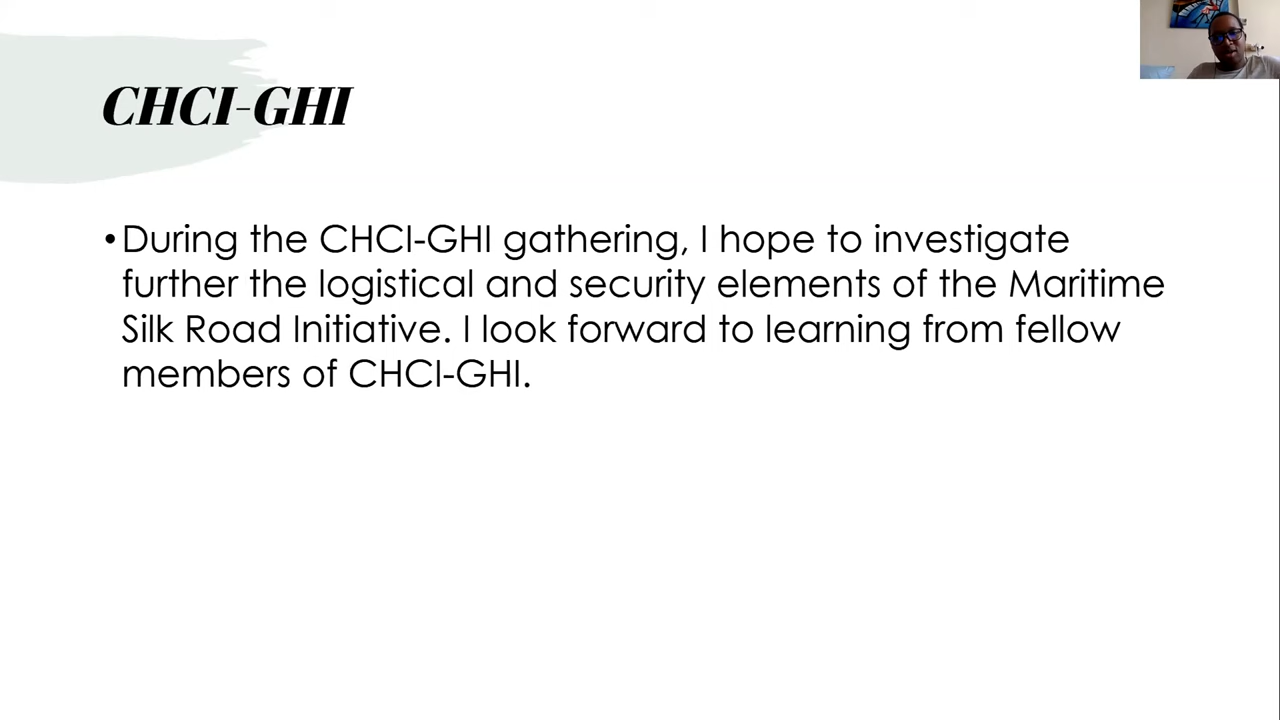 CHCI-GHI
•During the CHCI-GHI gathering, I hope to investigate
further the logistical and security elements of the Maritime
Silk Road Initiative. I look forward to learning from fellow
members of CHCI-GHI.